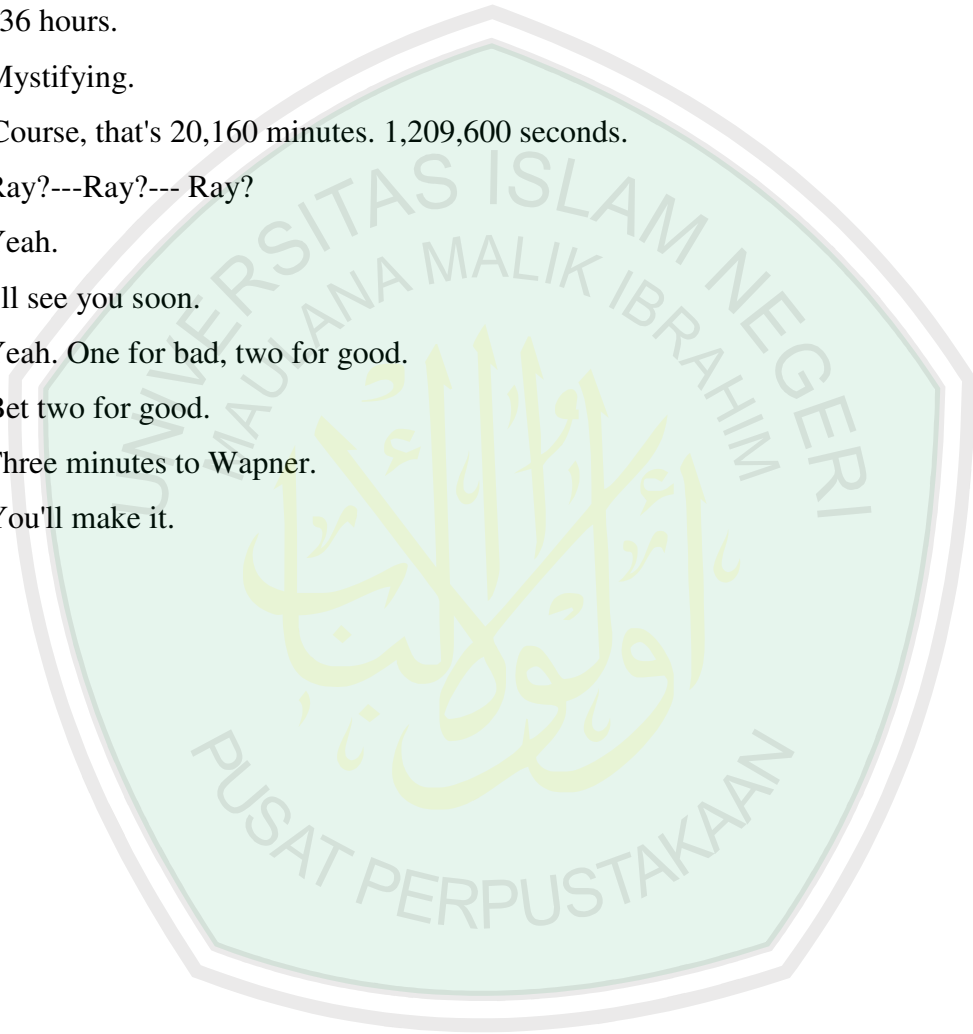 36 hours.
Mystifying.
Course, that's 20,160 minutes. 1,209,600 seconds.
Ray?---Ray?--- Ray?
Yeah.
ll see you soon.
Yeah. One for bad, two for good.
Bet two for good.
Three minutes to Wapner.
You'll make it.
UNIVERSITAS ISLAM NEGERI
MAULANA MALIK IBRAHIM
PUSAT PERPUSTAKAAN